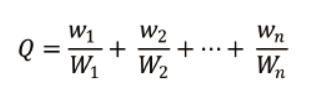 Q = w₁/W₁ + w₂/W₂ + ⋯ + wₙ/Wₙ